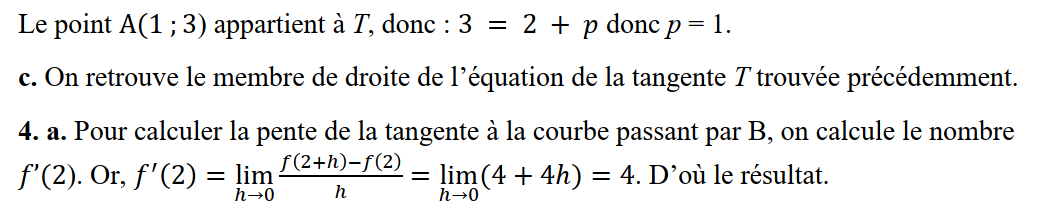 Le point A(1 ; 3) appartient à T, donc : 3 = 2 + p donc p = 1.
c. On retrouve le membre de droite de l’équation de la tangente T trouvée précédemment.
4. a. Pour calculer la pente de la tangente à la courbe passant par B, on calcule le nombre
f’(2). Or, f′(2) = lim_{h→0} \frac{f(2+h)−f(2)}{h} = lim_{h→0}(4 + 4h) = 4. D’où le résultat.